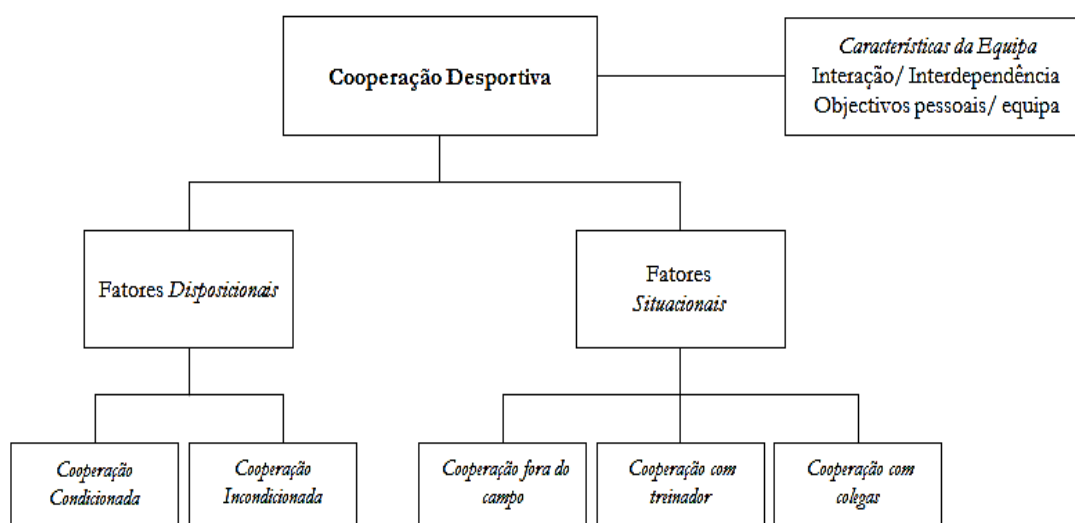 Cooperação Desportiva
Características da Equipa
Interação/ Interdependência
Objectivos pessoais/ equipa
Fatores Disposicionais
Fatores
Situacionais
Cooperação
Condicionada
Cooperação
Incondicionada
Cooperação fora do
campo
Cooperação com
treinador
Cooperação com
colegas